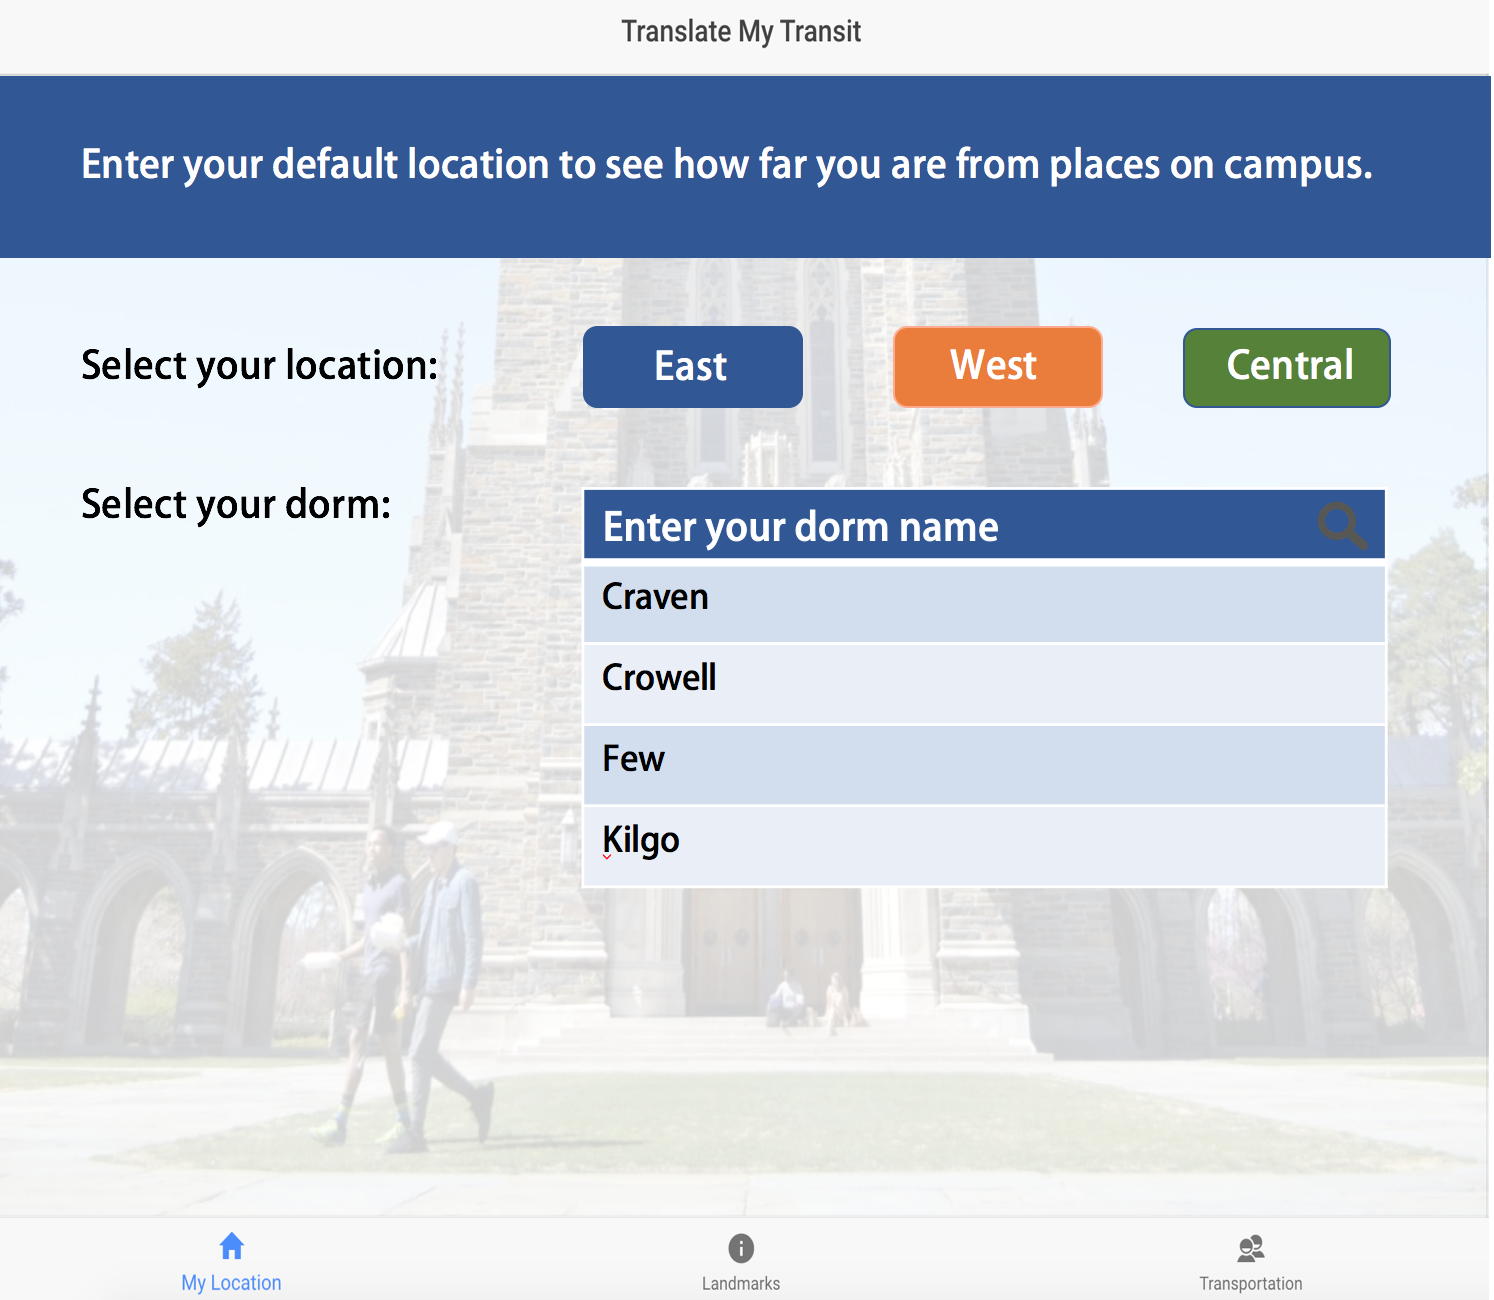 Translate My Transit
Enter your default location to see how far you are from places on campus.
Select your location:
East
West
Central
Select your dorm:
Enter your dorm name
Craven
Crowell
Few
Kilgo
My Location
Landmarks
Transportation